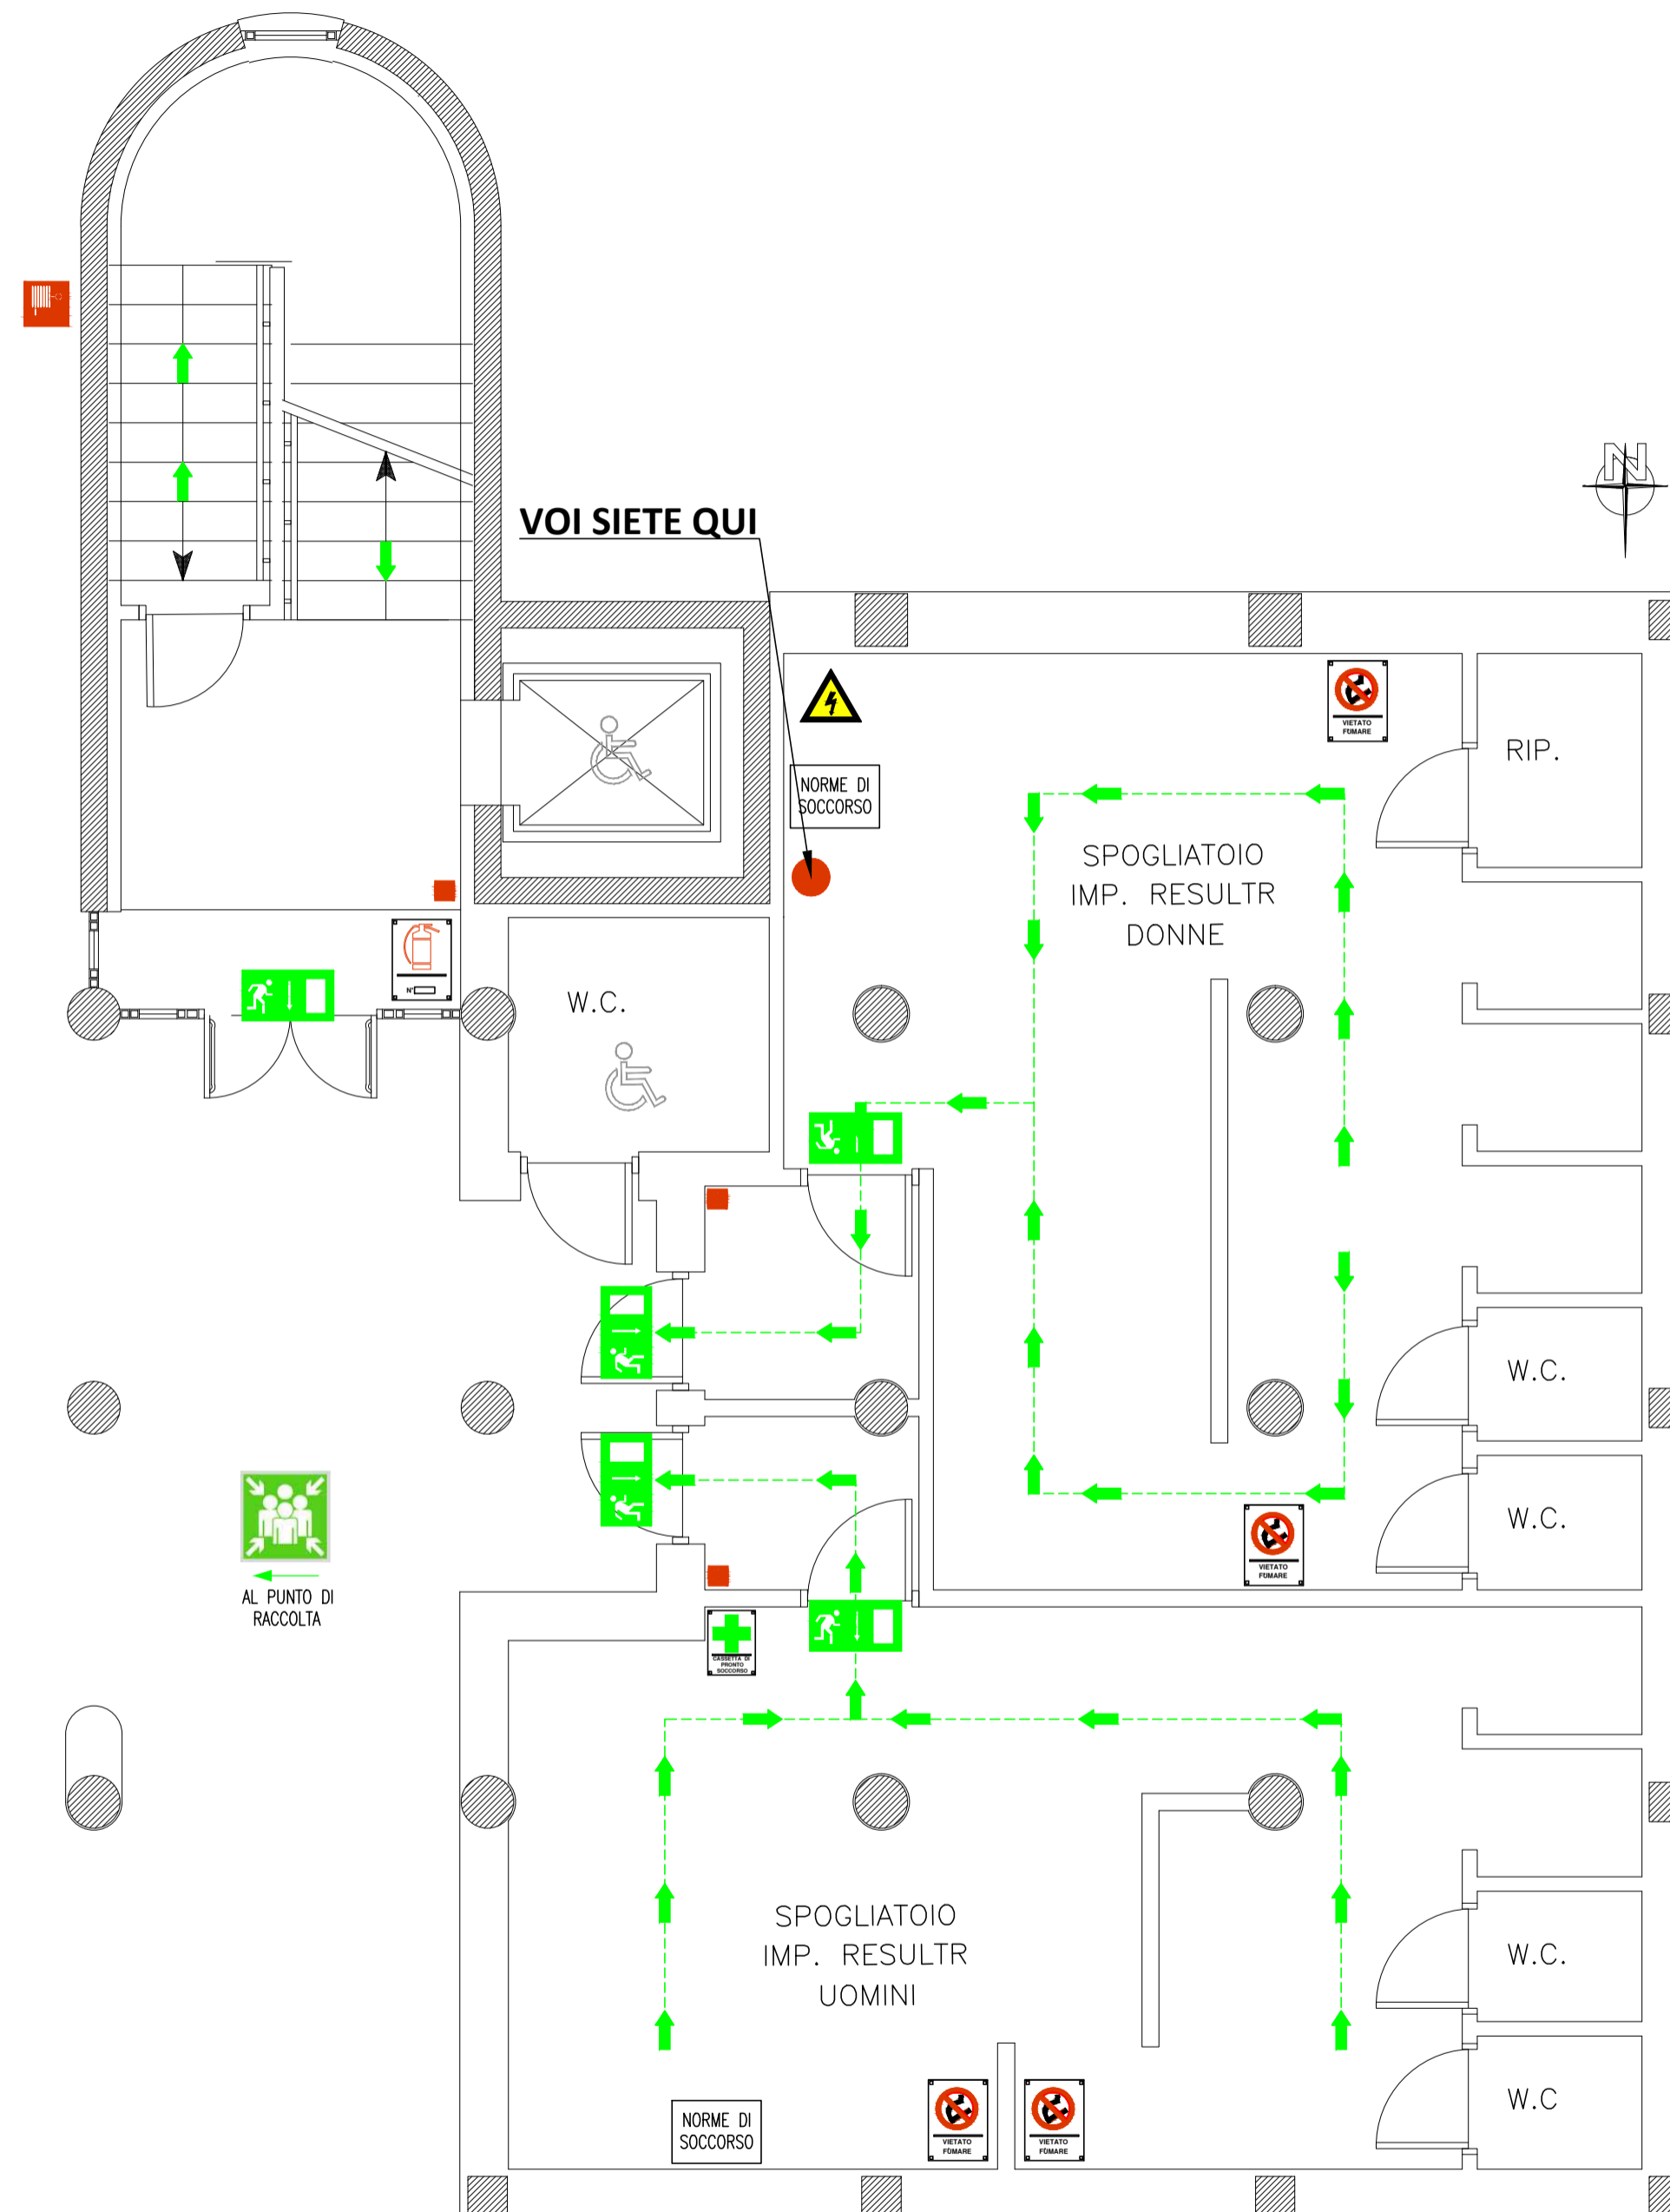 VOI SIETE QUI
N
VIETATO
FUMARE
RIP.
NORME DI
SOCCORSO
SPOGLIATOIO
IMP. RESULTR
DONNE
N°
W.C.
W.C.
W.C.
VIETATO
FUMARE
AL PUNTO DI
RACCOLTA
CASSETTA DI
PRONTO
SOCCORSO
SPOGLIATOIO
IMP. RESULTR
UOMINI
W.C.
W.C
NORME DI
SOCCORSO
VIETATO
FUMARE
VIETATO
FUMARE